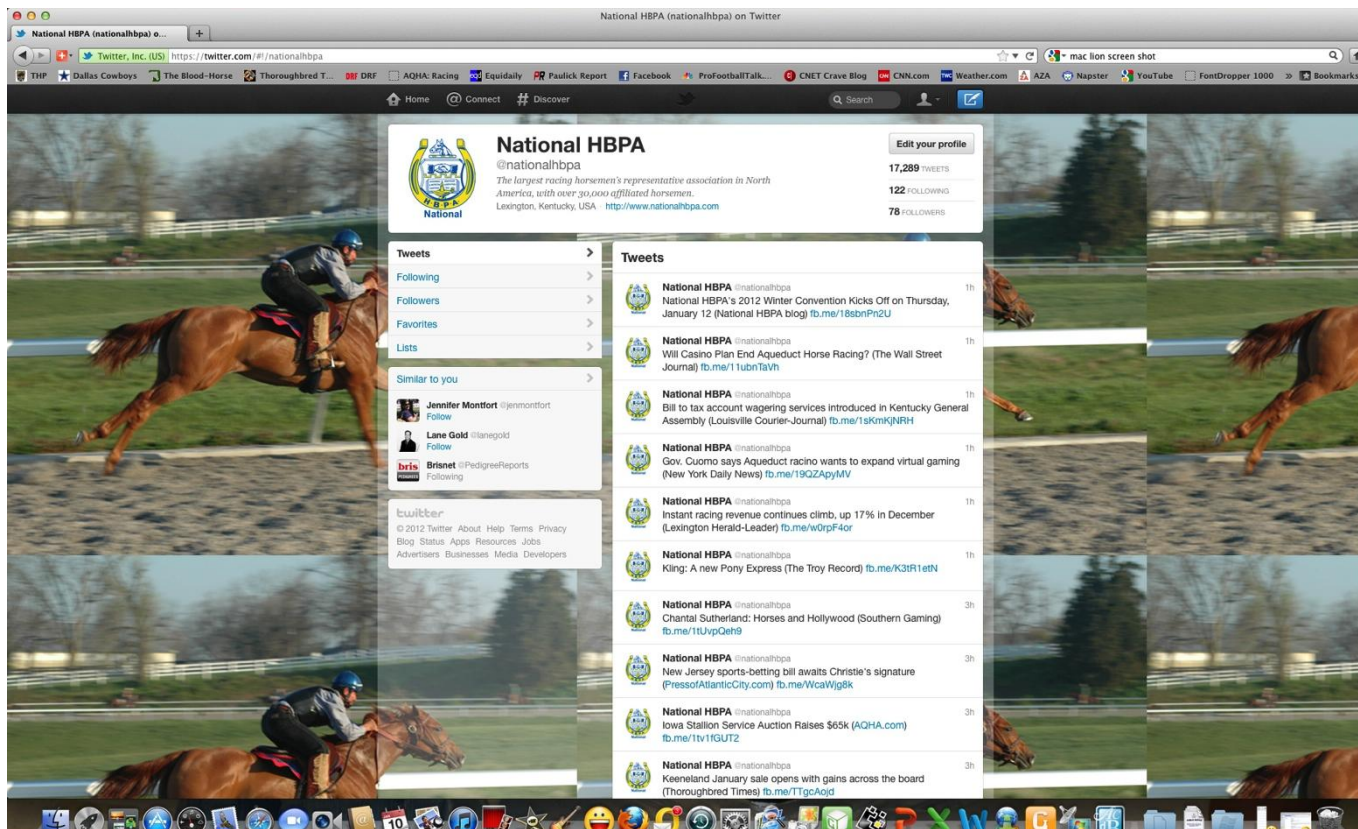 National HBPA (nationalhbpa) on Twitter
National HBPA (nationalhbpa) o...
Twitter, Inc. (US) https://twitter.com/#!/nationalhbpa
mac lion screen shot
THP Dallas Cowboys The Blood-Horse Thoroughbred T... DRF DRF AQHA: Racing eqd Equidaily PR Paulick Report Facebook ProFootballTalk.... CNET Crave Blog CNN.com Weather.com AZA Napster YouTube FontDropper 1000 » Bookmarks
Home Connect Discover
Search
HBPA
National
National HBPA
@nationalhbpa
The largest racing horsemen's representative association in North
America, with over 30,000 affiliated horsemen.
Lexington, Kentucky, USA · http://www.nationalhbpa.com
Edit your profile
17,289 TWEETS
122 FOLLOWING
78 FOLLOWERS
Tweets
Following
Followers
Favorites
Lists
Similar to you
Jennifer Montfort @jenmontfort
Follow
Lane Gold @lanegold
Follow
bris
Brisnet @PedigreeReports
Following
twitter
© 2012 Twitter About Help Terms Privacy
Blog Status Apps Resources Jobs
Advertisers Businesses Media Developers
Tweets
National HBPA @nationalhbpa 1h
National HBPA's 2012 Winter Convention Kicks Off on Thursday,
January 12 (National HBPA blog) fb.me/18sbnPn2U
National HBPA @nationalhbpa 1h
Will Casino Plan End Aqueduct Horse Racing? (The Wall Street
Journal) fb.me/11ubnTaVh
National HBPA @nationalhbpa 1h
Bill to tax account wagering services introduced in Kentucky General
Assembly (Louisville Courier-Journal) fb.me/1sKmKjNRH
National HBPA @nationalhbpa 1h
Gov. Cuomo says Aqueduct racino wants to expand virtual gaming
(New York Daily News) fb.me/19QZApyMV
National HBPA @nationalhbpa 1h
Instant racing revenue continues climb, up 17% in December
(Lexington Herald-Leader) fb.me/w0rpF4or
National HBPA @nationalhbpa 1h
Kling: A new Pony Express (The Troy Record) fb.me/K3tR1etN
National HBPA @nationalhbpa 3h
Chantal Sutherland: Horses and Hollywood (Southern Gaming)
fb.me/1tUvpQeh9
National HBPA @nationalhbpa 3h
New Jersey sports-betting bill awaits Christie's signature
(PressofAtlanticCity.com) fb.me/WcaWjg8k
National HBPA @nationalhbpa 3h
Iowa Stallion Service Auction Raises $65k (AQHA.com)
fb.me/1tv1fGUT2
National HBPA @nationalhbpa 3h
Keeneland January sale opens with gains across the board
(Thoroughbred Times) fb.me/TTgcAojd
10